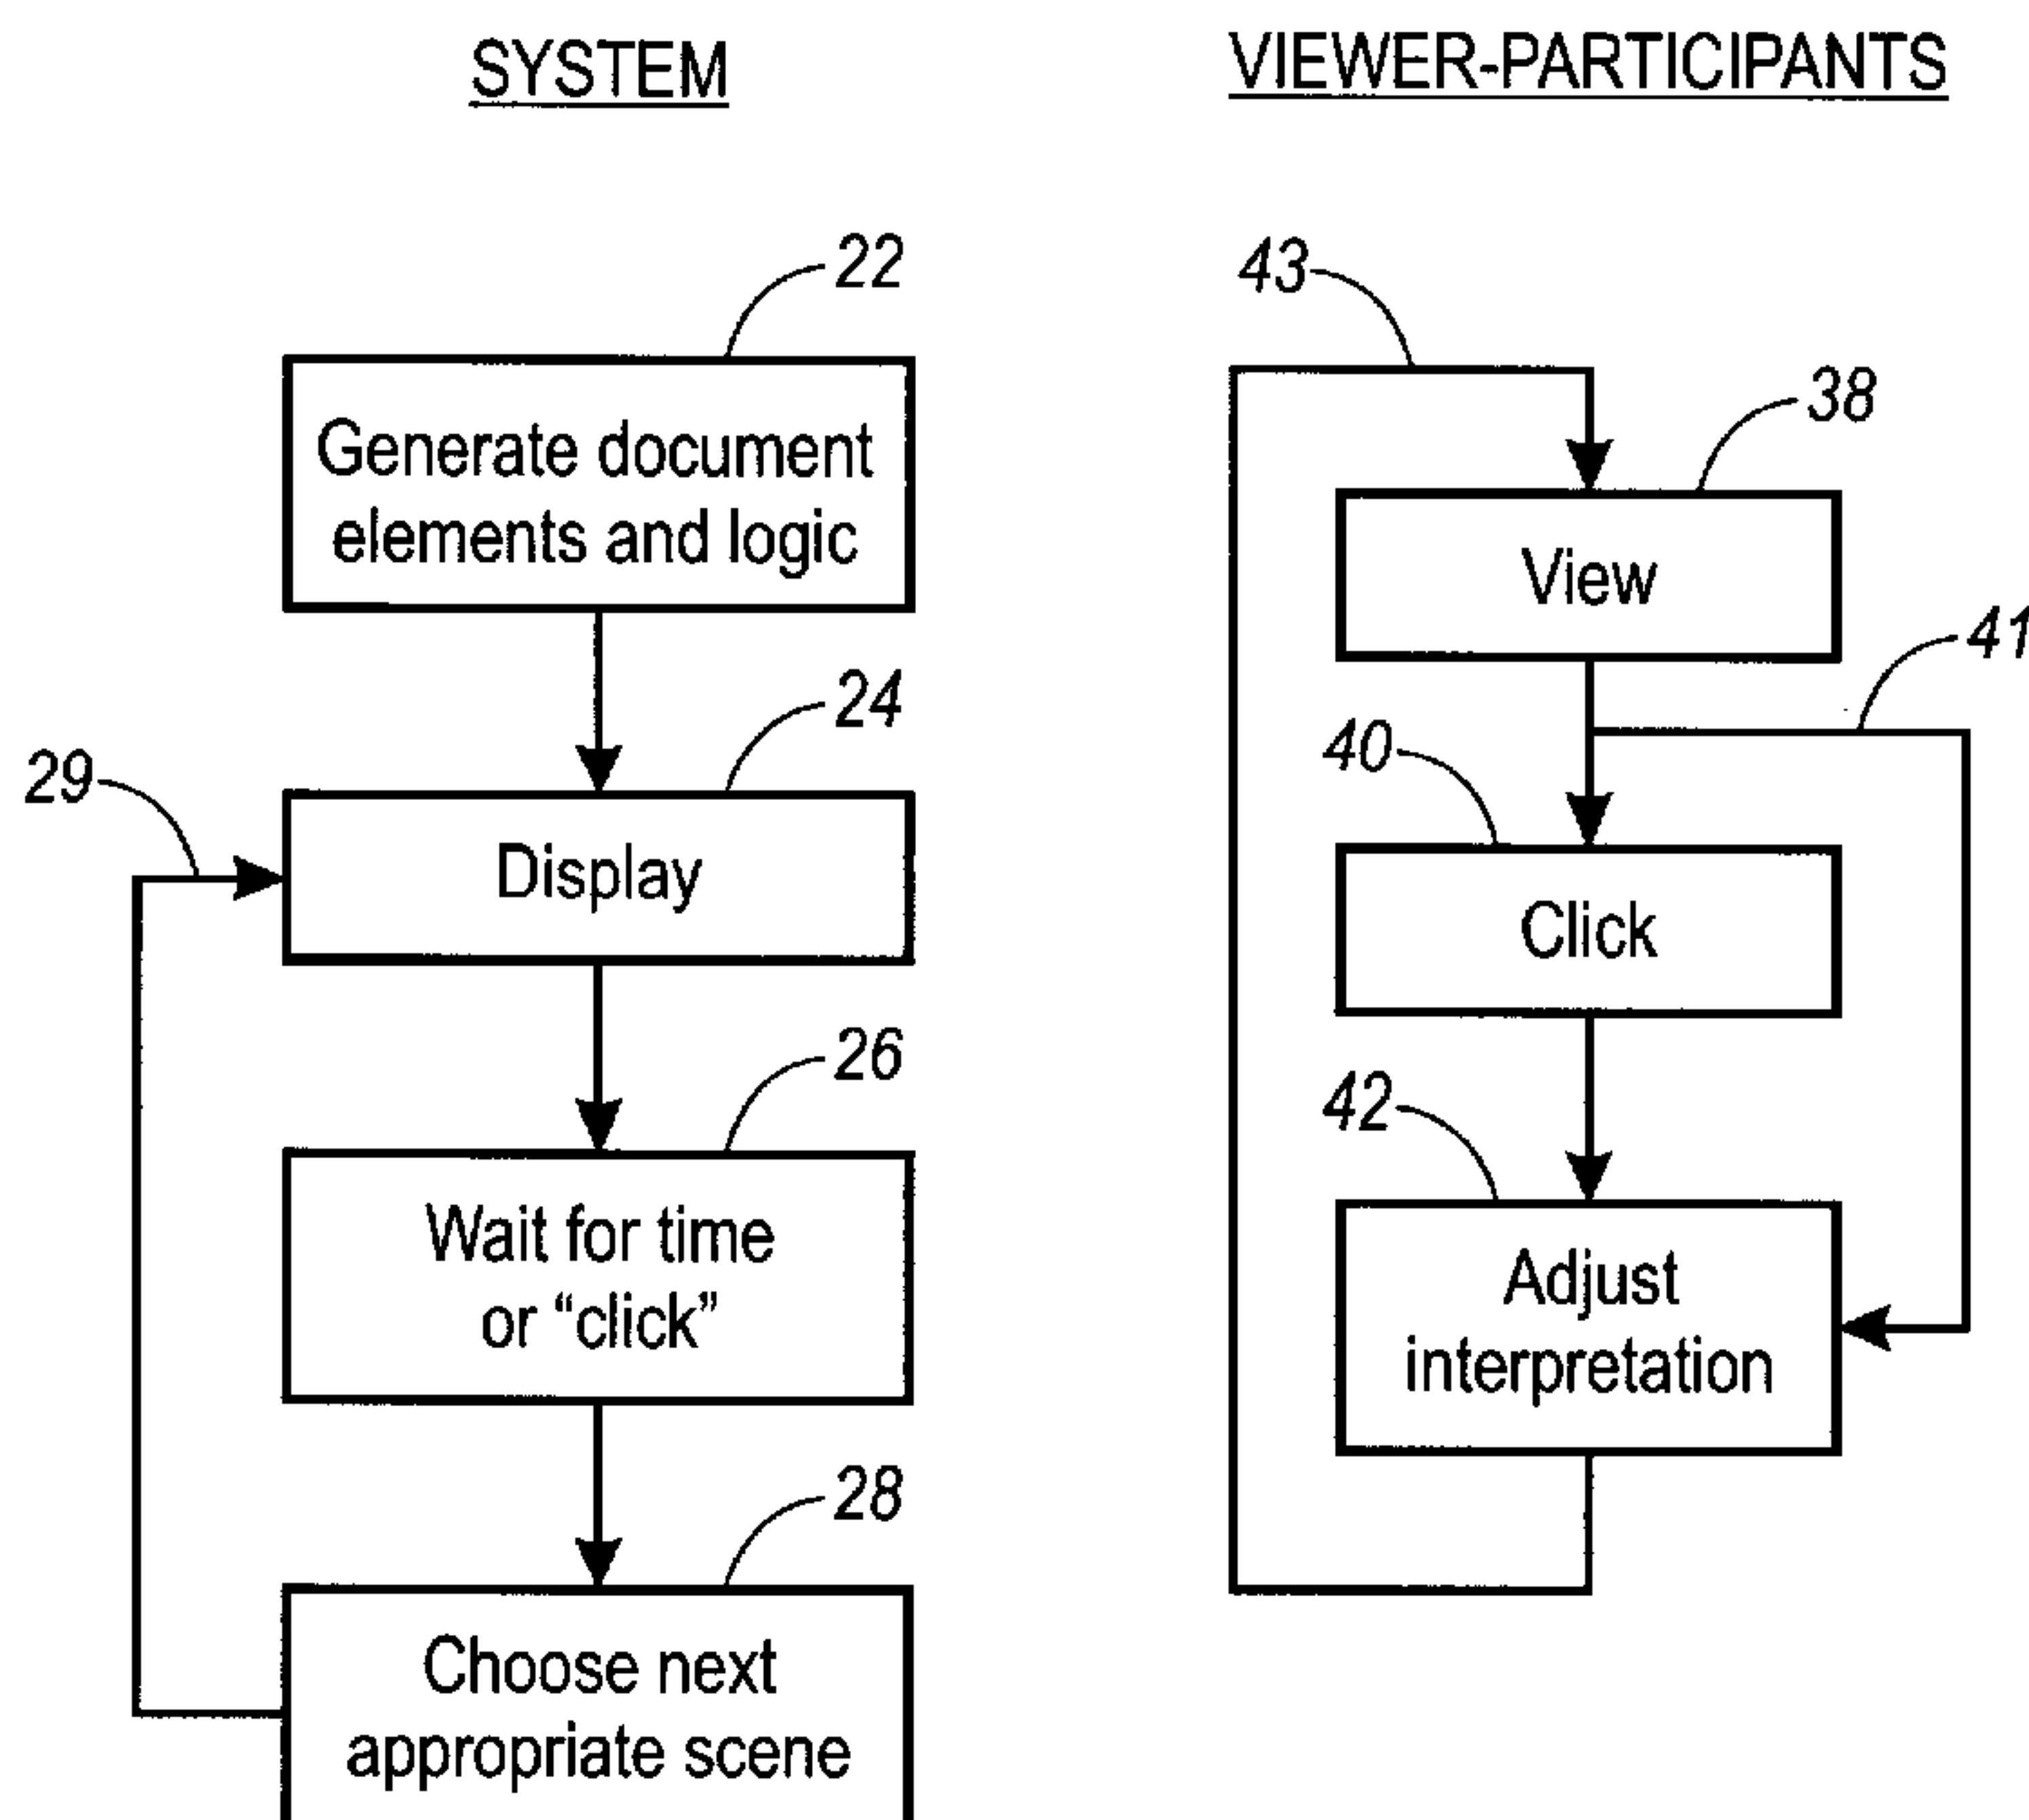 SYSTEM
22
Generate document
elements and logic
24
29
Display
26
Wait for time
or “click”
28
Choose next
appropriate scene
VIEWER-PARTICIPANTS
43
38
View
41
40
Click
42
Adjust
interpretation